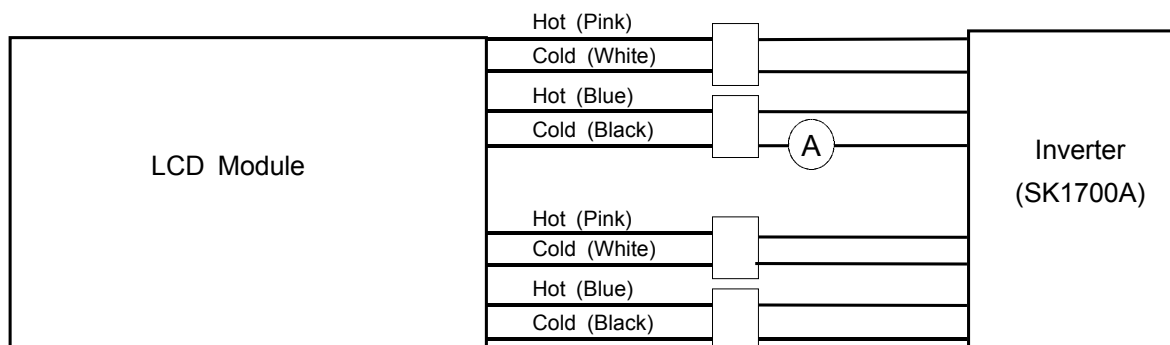 Hot (Pink)
Cold (White)
Hot (Blue)
Cold (Black)
A
LCD Module
Inverter
(SK1700A)
Hot (Pink)
Cold (White)
Hot (Blue)
Cold (Black)